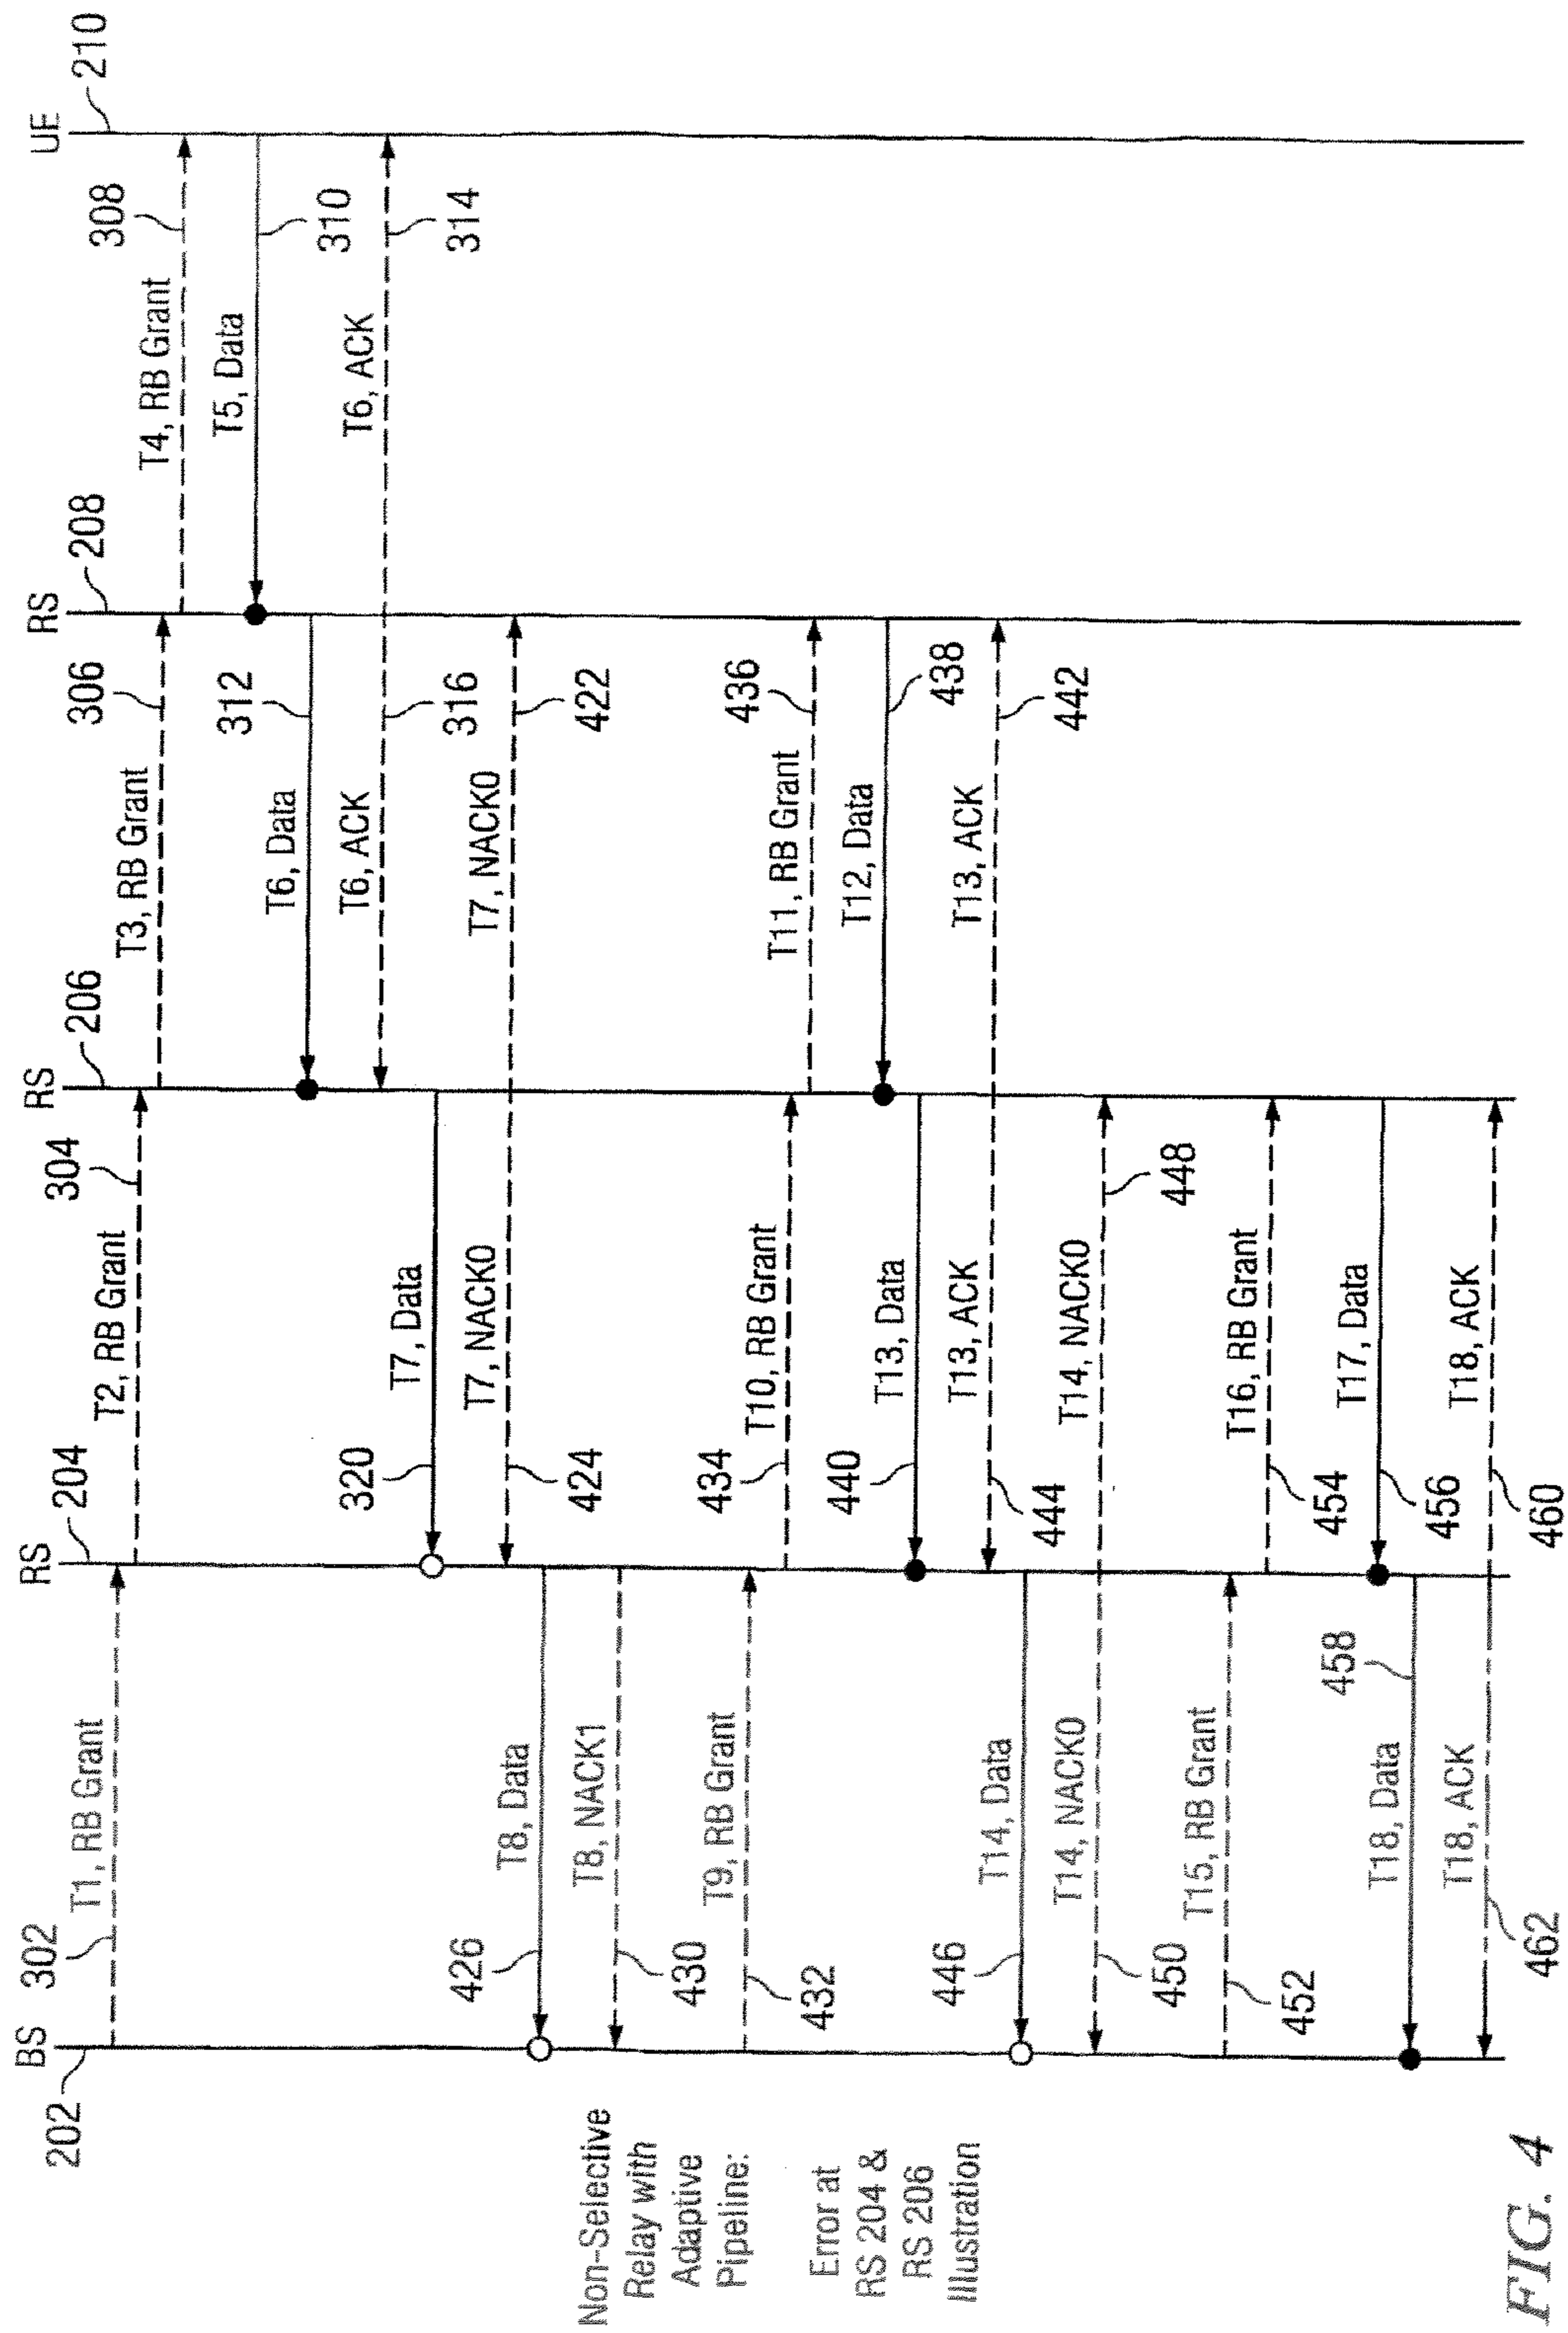 BS
RS
RS
RS
UE
202
204
206
208
210
302
T1, RB Grant
T2, RB Grant
304
T3, RB Grant
306
T4, RB Grant
308
T5, Data
310
T6, Data
312
T6, ACK
314
T6, ACK
316
T7, Data
320
T7, NACK0
422
T7, NACK0
424
T8, Data
426
T8, NACK1
430
T9, RB Grant
432
T10, RB Grant
434
T11, RB Grant
436
T12, Data
438
T13, Data
440
T13, ACK
442
T13, ACK
444
T14, Data
446
T14, NACK0
448
T14, NACK0
450
T15, RB Grant
452
T16, RB Grant
454
T17, Data
456
T18, Data
458
T18, ACK
460
T18, ACK
462
Non-Selective
Relay with
Adaptive
Pipeline:
Error at
RS 204 &
RS 206
Illustration
FIG. 4